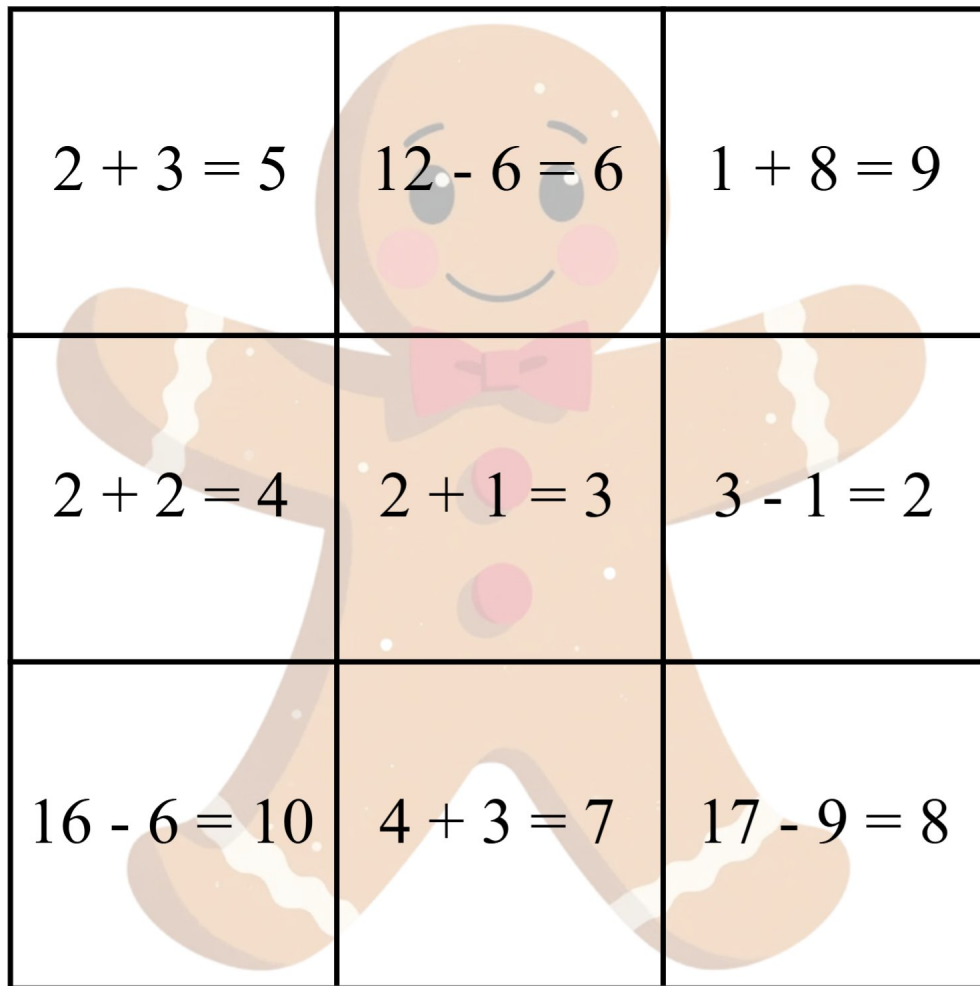 2 + 3 = 5
12 - 6 = 6
1 + 8 = 9
2 + 2 = 4
2 + 1 = 3
3 - 1 = 2
16 - 6 = 10
4 + 3 = 7
17 - 9 = 8